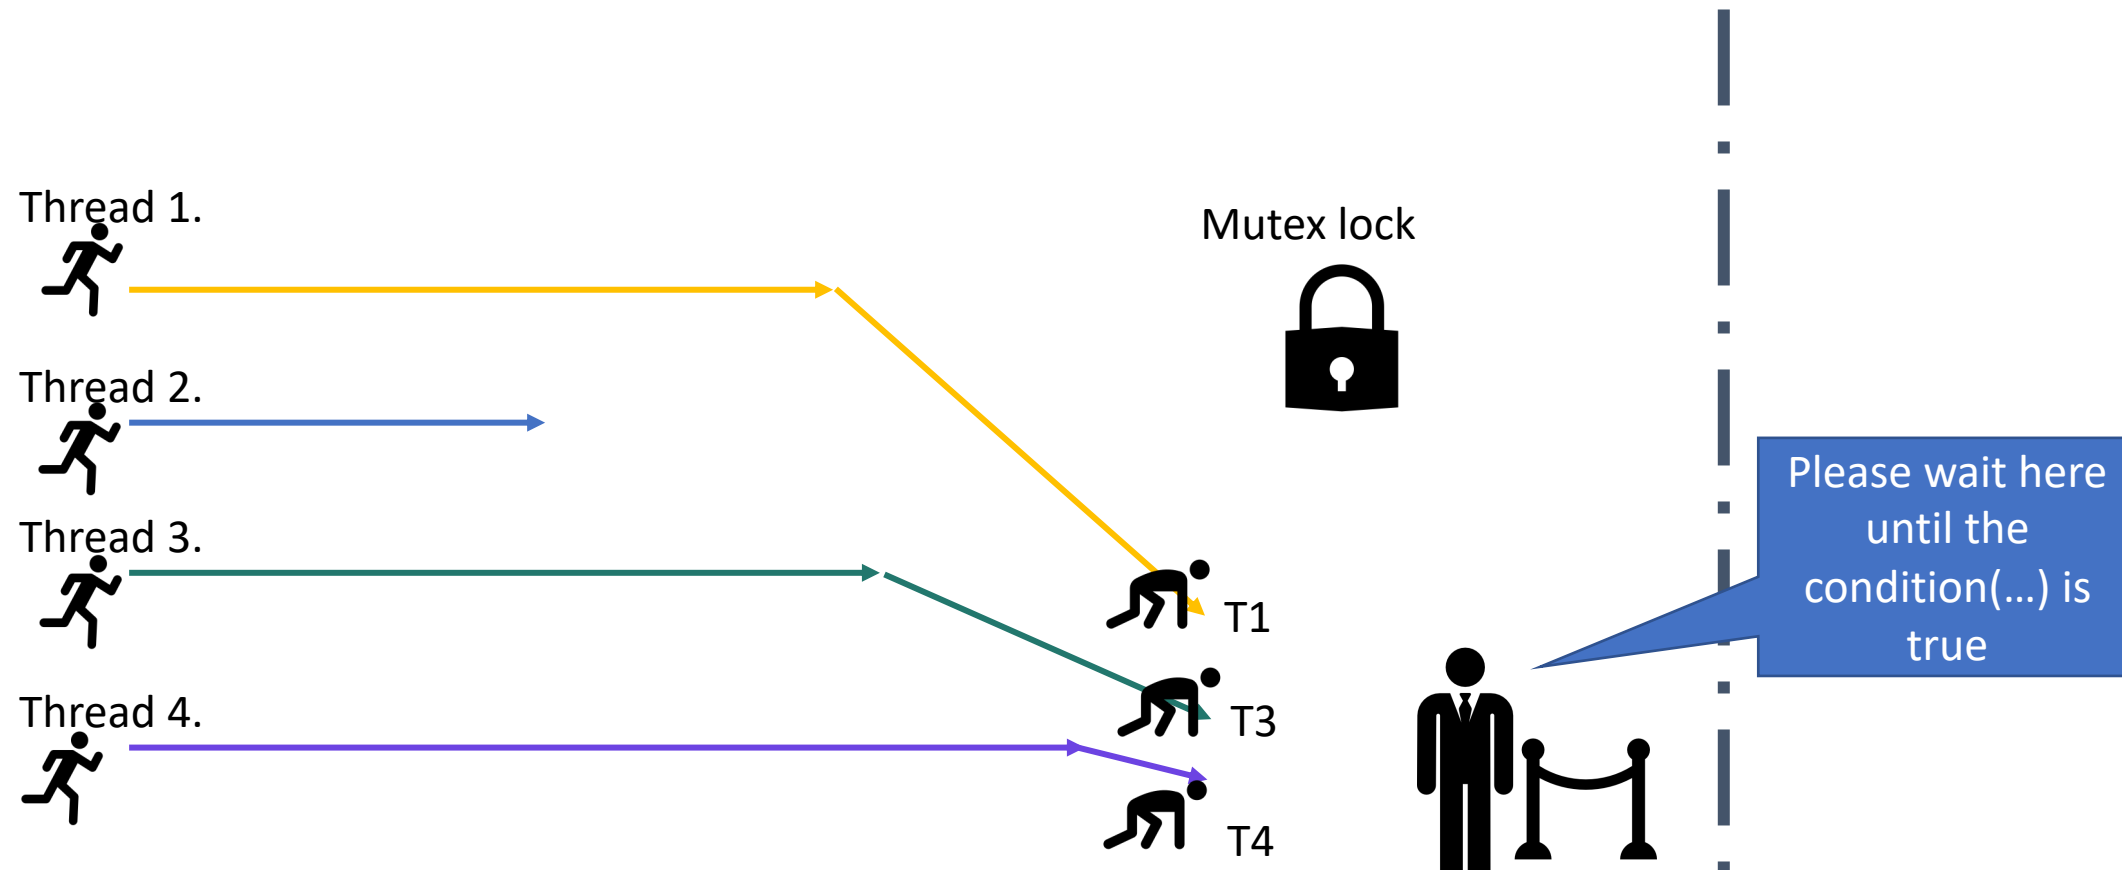 Thread 1.
Mutex lock
Thread 2.
Please wait here
until the
condition(...) is
true
Thread 3.
T1
Thread 4.
T3
T4